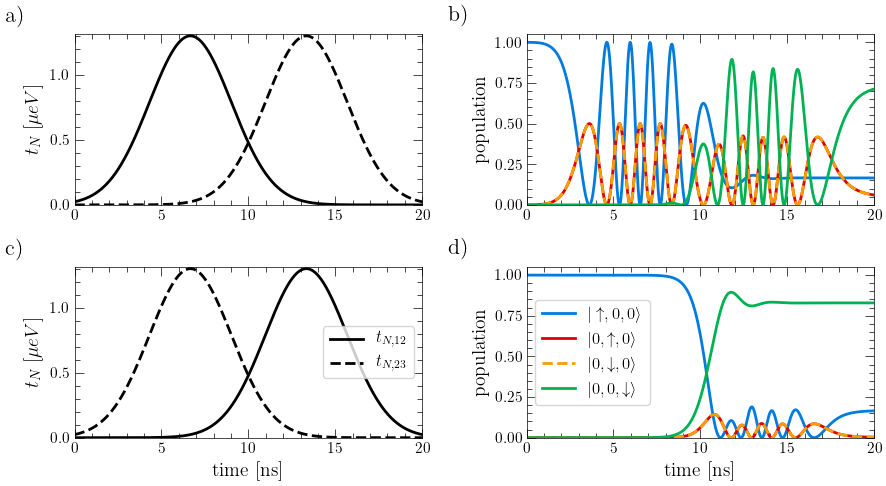 a)
t_N [μeV]
1.0
0.5
0.0
0 5 10 15 20
b)
population
1.00
0.75
0.50
0.25
0.00
0 5 10 15 20
c)
t_N [μeV]
1.0
0.5
0.0
0 5 10 15 20
time [ns]
t_{N,12}
t_{N,23}
d)
population
1.00
0.75
0.50
0.25
0.00
0 5 10 15 20
time [ns]
|↑,0,0⟩
|0,↑,0⟩
|0,↓,0⟩
|0,0,↓⟩